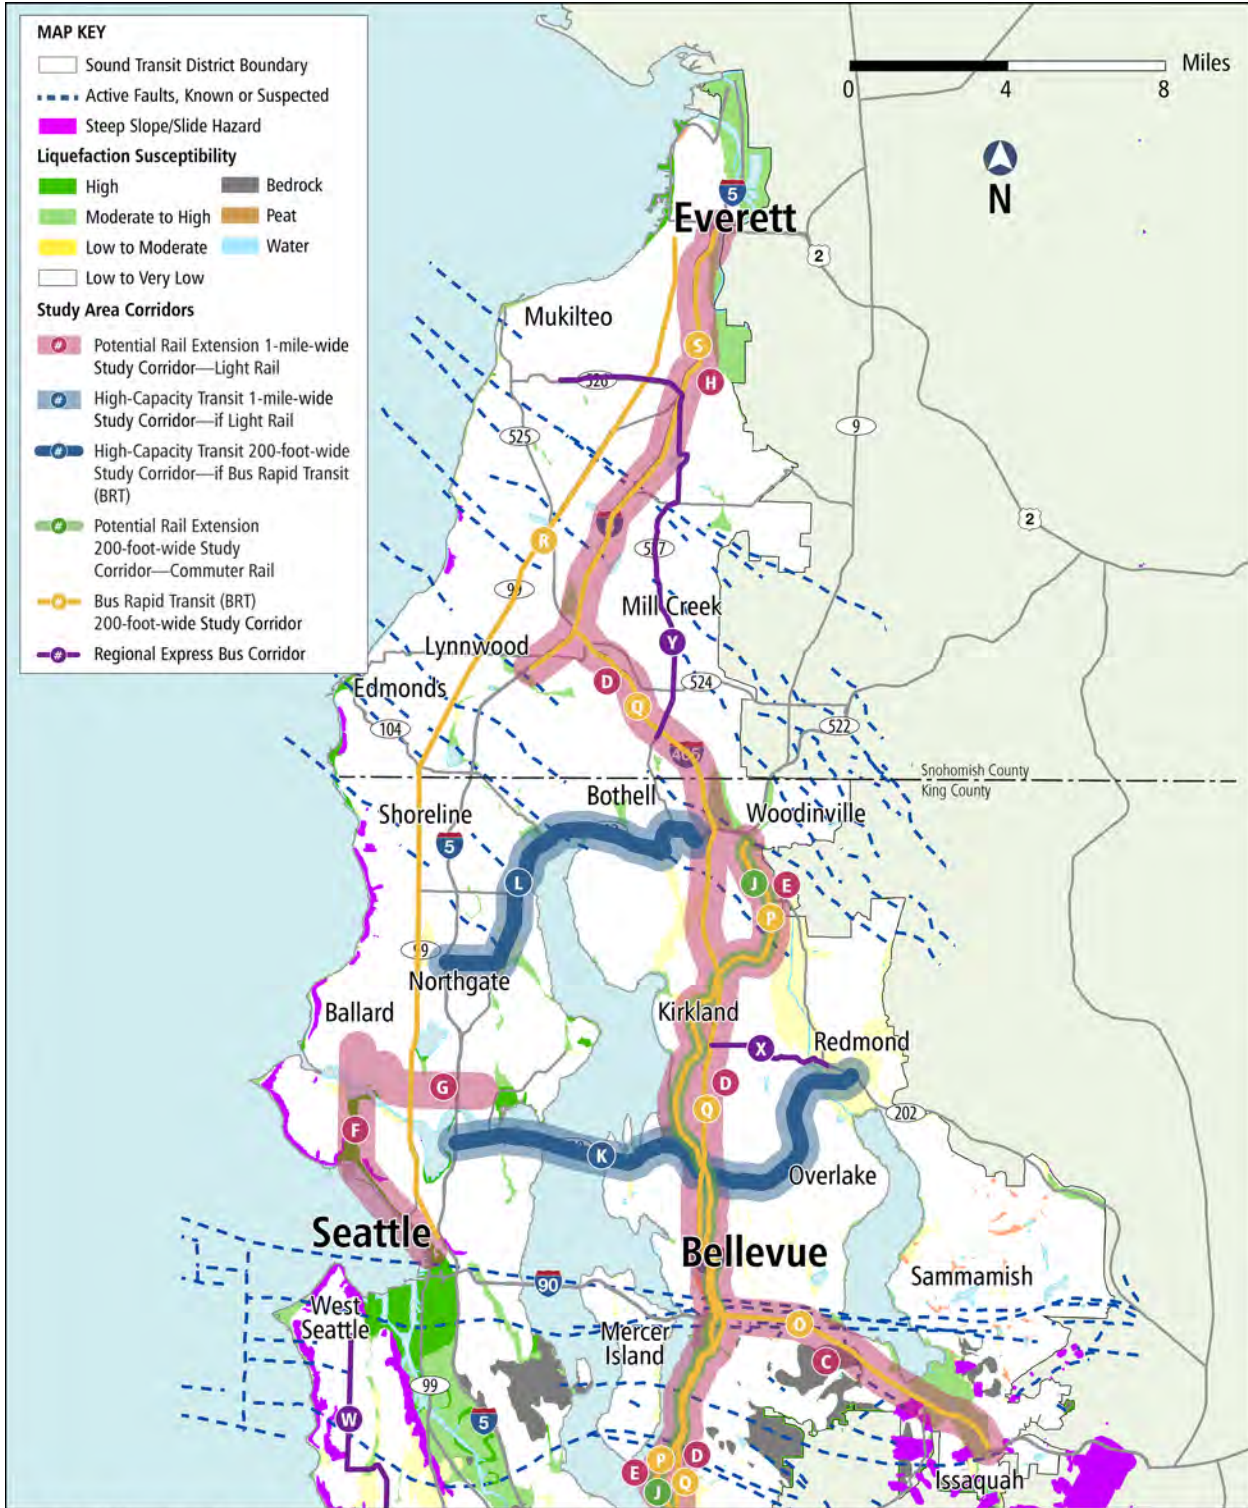 MAP KEY
Sound Transit District Boundary
Active Faults, Known or Suspected
Steep Slope/Slide Hazard
Liquefaction Susceptibility
High
Bedrock
Moderate to High
Peat
Low to Moderate
Water
Low to Very Low
Study Area Corridors
# Potential Rail Extension 1-mile-wide
Study Corridor—Light Rail
# High-Capacity Transit 1-mile-wide
Study Corridor—if Light Rail
# High-Capacity Transit 200-foot-wide
Study Corridor—if Bus Rapid Transit
(BRT)
# Potential Rail Extension
200-foot-wide Study
Corridor—Commuter Rail
# Bus Rapid Transit (BRT)
200-foot-wide Study Corridor
# Regional Express Bus Corridor
Miles
0 4 8
N
5
Everett
2
Mukilteo
S
H
526
525
9
2
R
527
99
Mill Creek
Lynnwood
Y
D
524
Edmonds
Q
104
522
405
Snohomish County
King County
Bothell
Shoreline
Woodinville
5
L
J
E
P
99
Northgate
Ballard
Kirkland
Redmond
X
G
D
Q
202
F
K
Overlake
Seattle
Bellevue
90
Sammamish
West
Seattle
Mercer
Island
O
C
99
W
5
P
D
E
Q
J
Issaquah